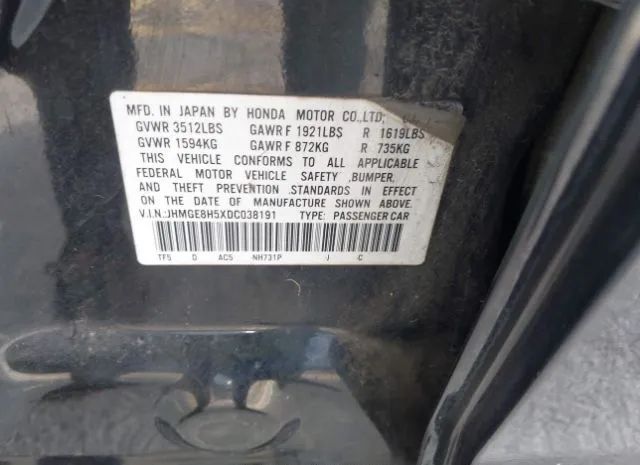 MFD. IN JAPAN BY HONDA MOTOR CO.,LTD;
GVWR 3512LBS GAWR F 1921LBS R 1619LBS
GVWR 1594KG GAWR F 872KG R 735KG
THIS VEHICLE CONFORMS TO ALL APPLICABLE
FEDERAL MOTOR VEHICLE SAFETY ,BUMPER,
AND THEFT PREVENTION STANDARDS IN EFFECT
ON THE DATE OF MANUFACTURE SHOWN ABOVE.
V.I.N.:JHMGE8H5XDC038191 TYPE: PASSENGER CAR
TF5 D AC5 NH731P J C